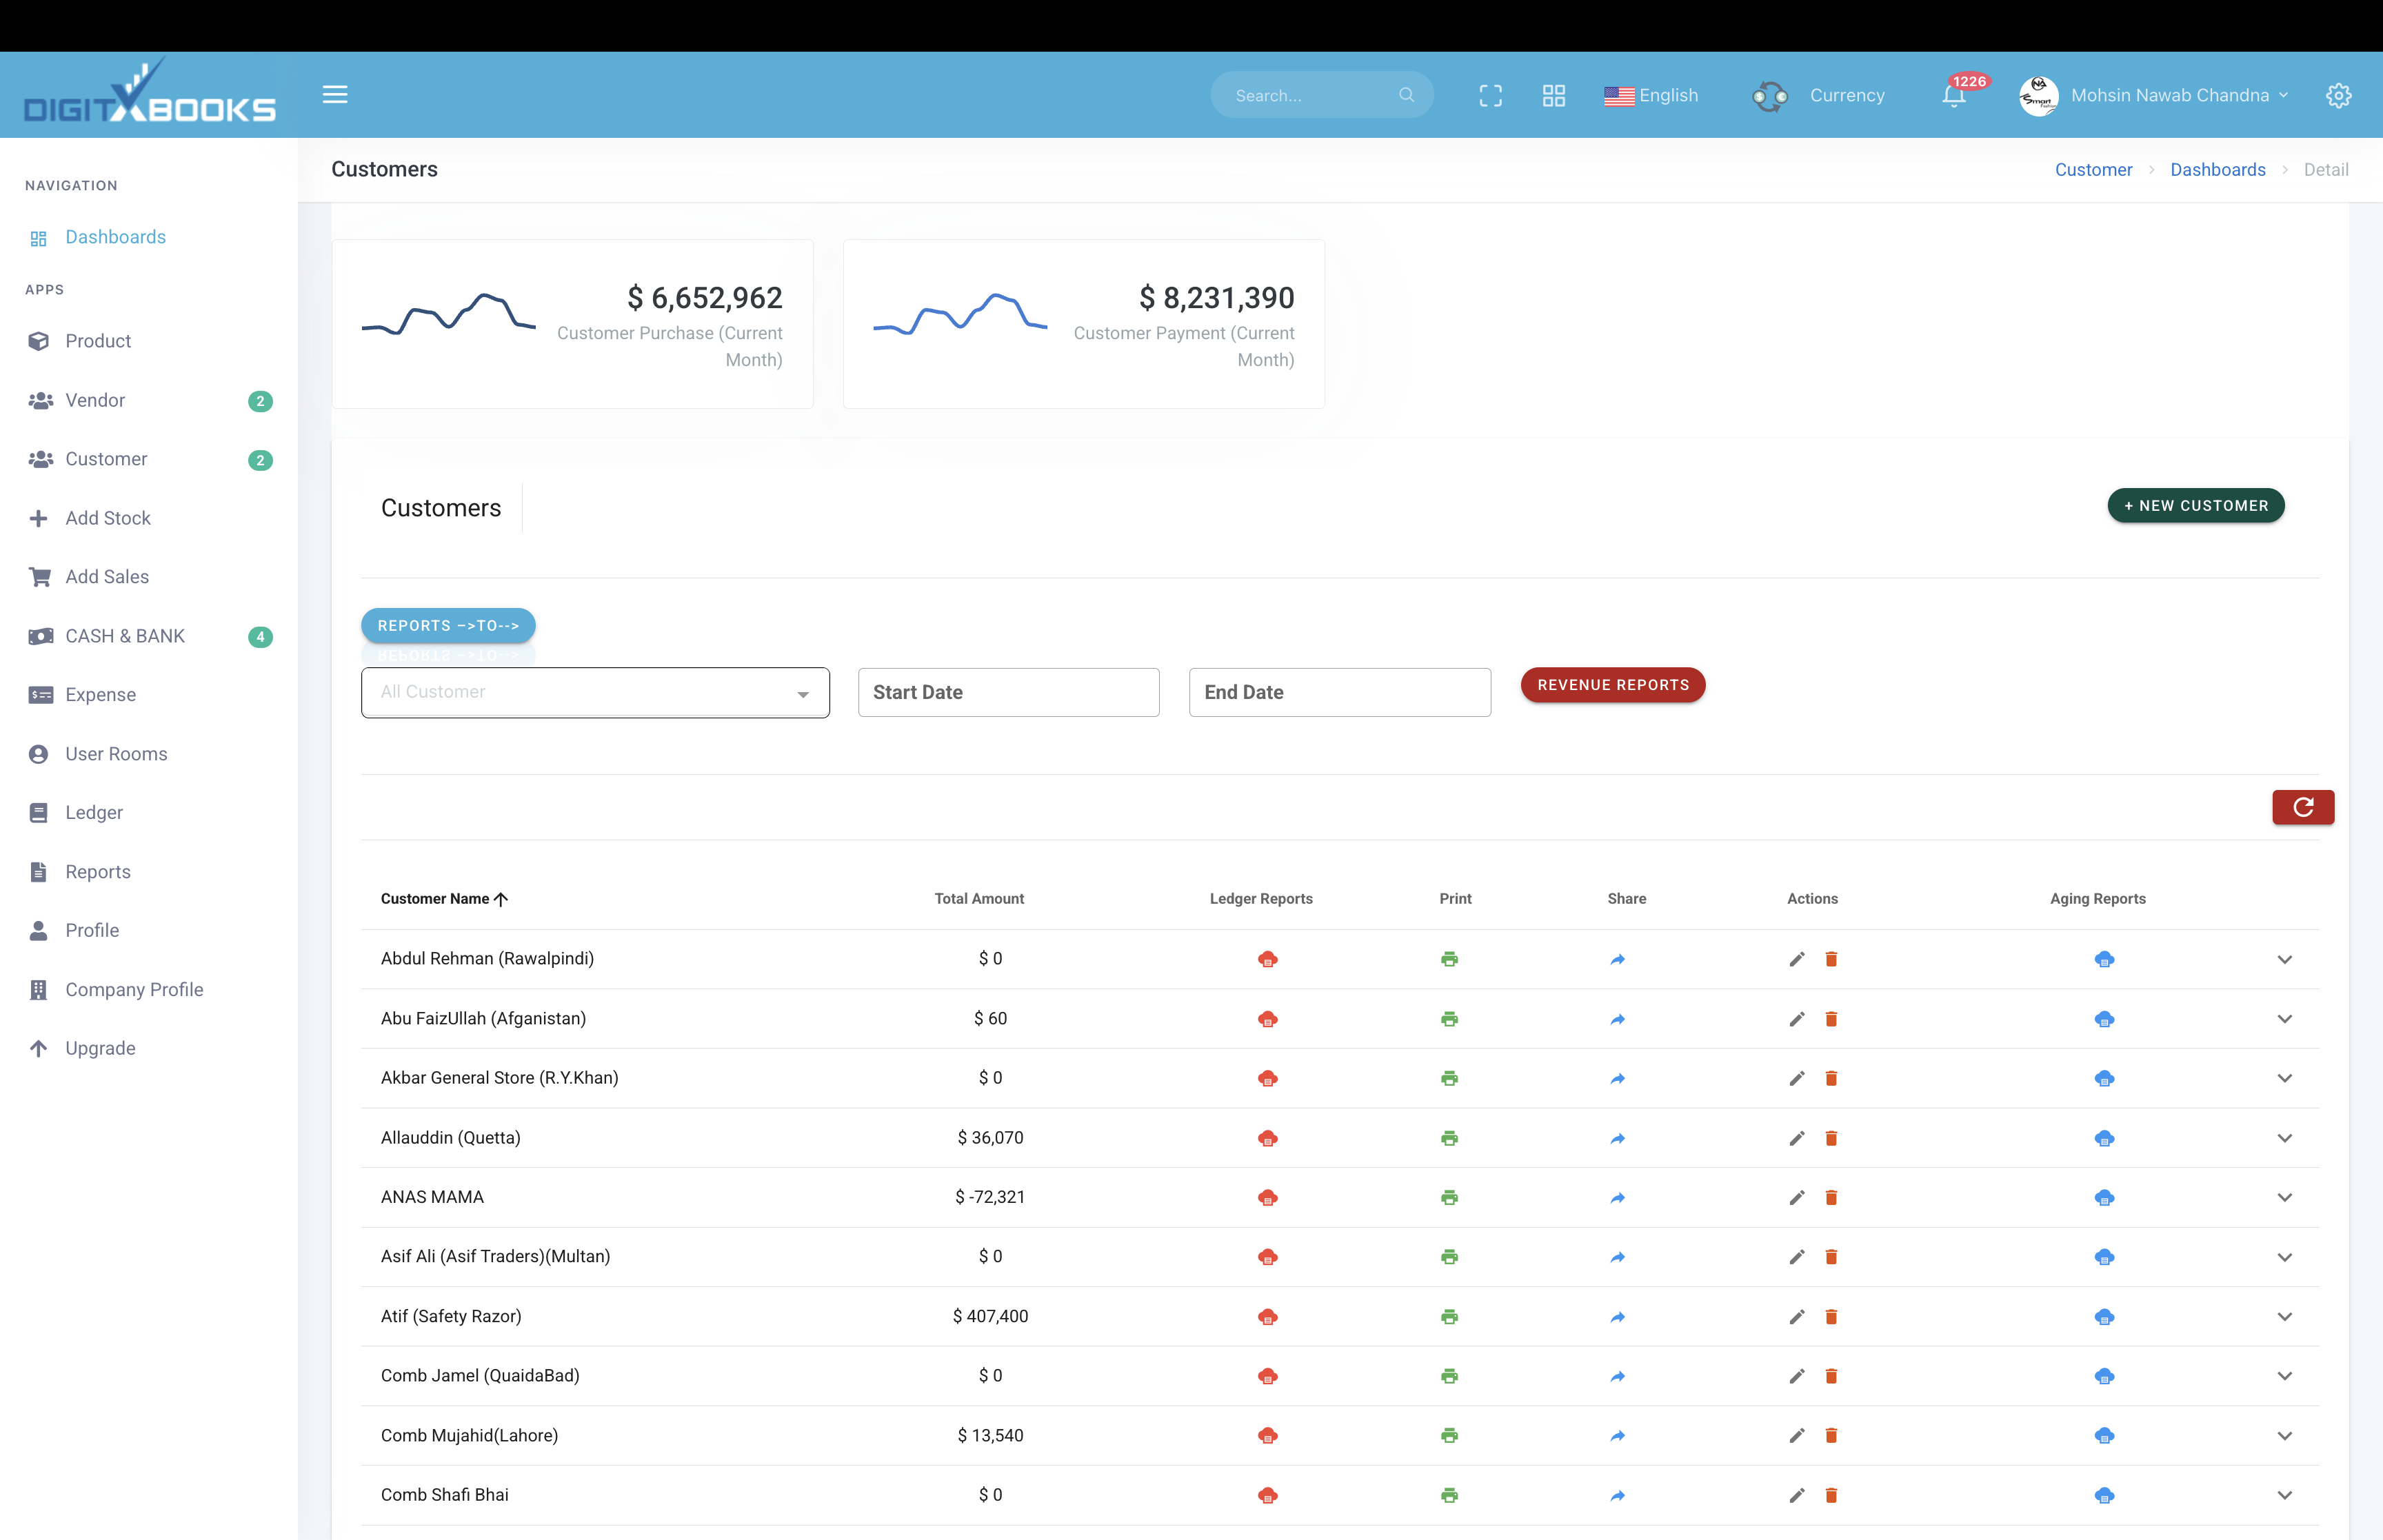 DIGITXBOOKS
Search...
English
Currency
1226
Mohsin Nawab Chandna
NAVIGATION
Dashboards
APPS
Product
Vendor 2
Customer 2
Add Stock
Add Sales
CASH & BANK 4
Expense
User Rooms
Ledger
Reports
Profile
Company Profile
Upgrade
Customers
Customer > Dashboards > Detail
$ 6,652,962
Customer Purchase (Current
Month)
$ 8,231,390
Customer Payment (Current
Month)
Customers
+ NEW CUSTOMER
REPORTS –>TO-->
All Customer
Start Date
End Date
REVENUE REPORTS
Customer Name Total Amount Ledger Reports Print Share Actions Aging Reports
Abdul Rehman (Rawalpindi) $ 0
Abu FaizUllah (Afganistan) $ 60
Akbar General Store (R.Y.Khan) $ 0
Allauddin (Quetta) $ 36,070
ANAS MAMA $ -72,321
Asif Ali (Asif Traders)(Multan) $ 0
Atif (Safety Razor) $ 407,400
Comb Jamel (QuaidaBad) $ 0
Comb Mujahid(Lahore) $ 13,540
Comb Shafi Bhai $ 0